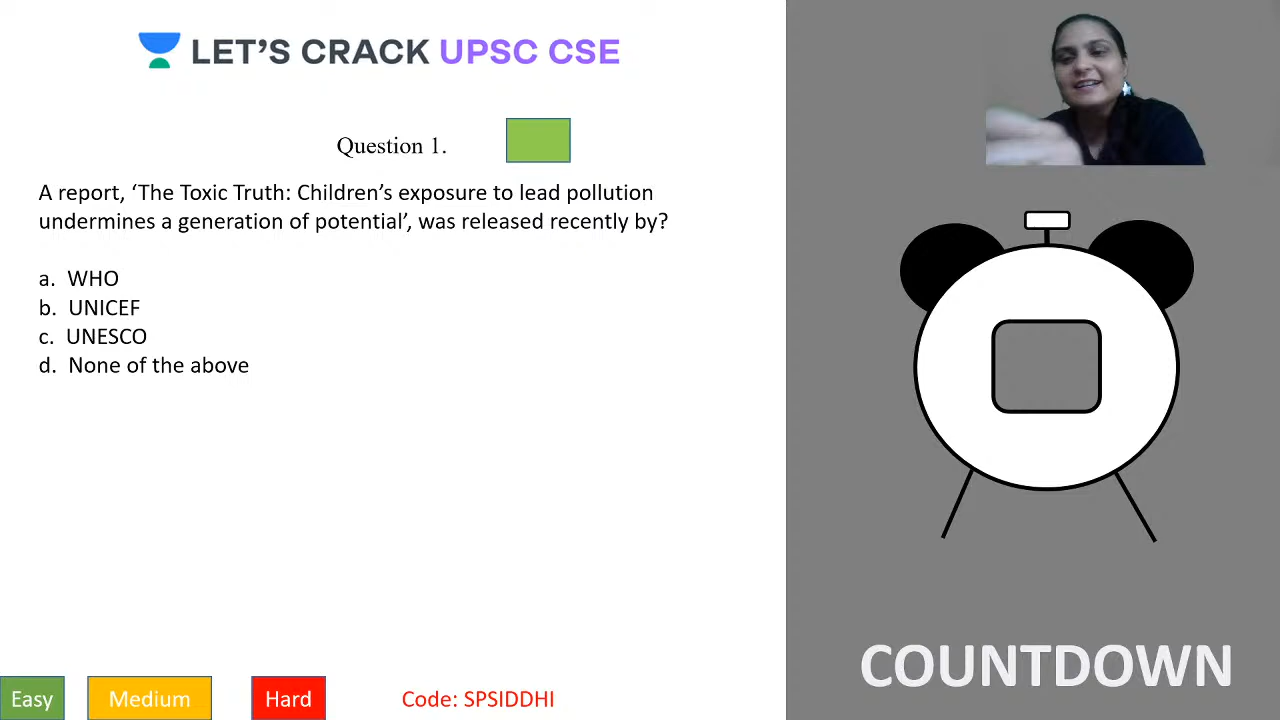 LET'S CRACK UPSC CSE
Question 1.
A report, ‘The Toxic Truth: Children’s exposure to lead pollution
undermines a generation of potential’, was released recently by?
a. WHO
b. UNICEF
c. UNESCO
d. None of the above
COUNTDOWN
Easy
Medium
Hard
Code: SPSIDDHI